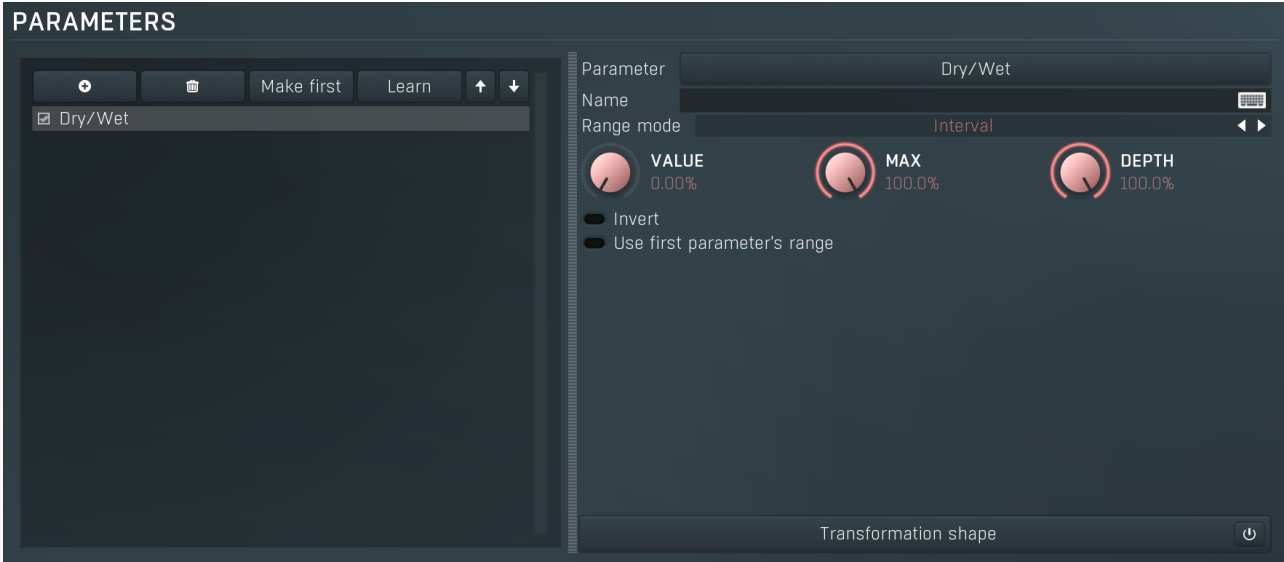 PARAMETERS
Make first Learn
Dry/Wet
Parameter Dry/Wet
Name
Range mode Interval
VALUE MAX DEPTH
0.00% 100.0% 100.0%
Invert
Use first parameter's range
Transformation shape